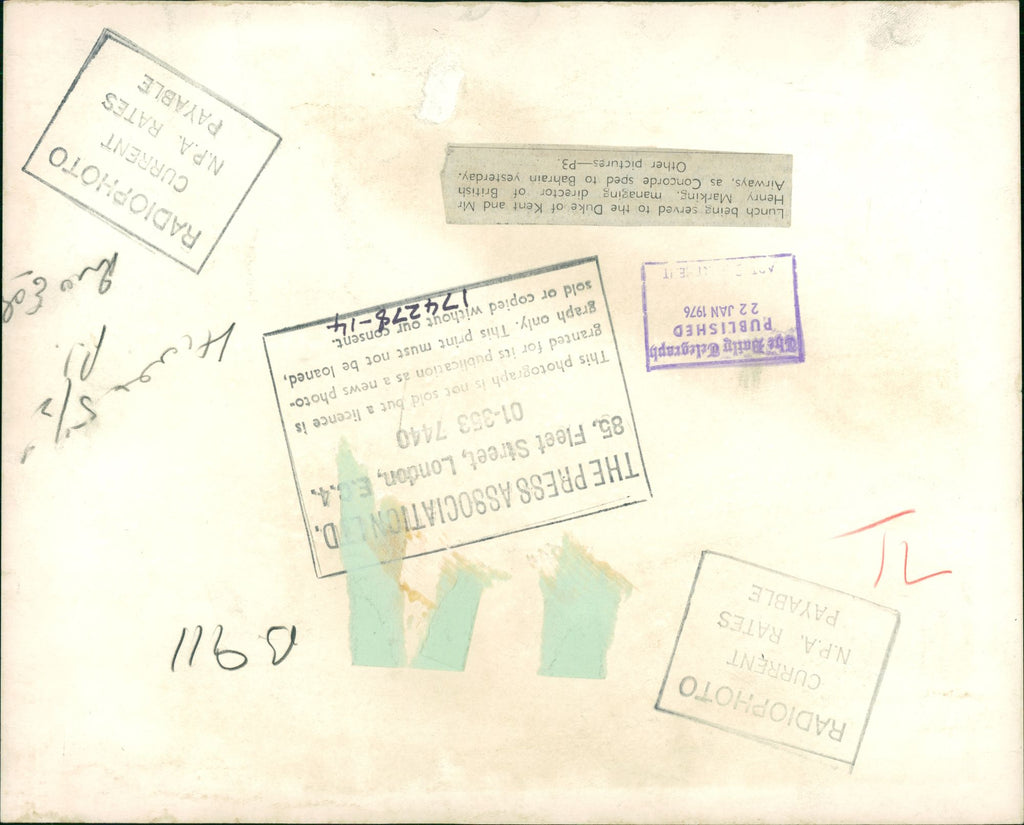 RADIOPHOTO
CURRENT
N.P.A. RATES
PAYABLE
TL
THE PRESS ASSOCIATION LTD.
85, Fleet Street, London, E.C.4.
01-353 7440
This photograph is not sold but a licence is
granted for its publication as a news photo-
graph only. This print must not be loaned,
sold or copied without our consent.
174278-14
The Daily Telegraph
PUBLISHED
22 JAN 1976
Lunch being served to the Duke of Kent and Mr
Henry Marking, managing director of British
Airways, as Concorde sped to Bahrain yesterday.
Other pictures—P3.
RADIOPHOTO
CURRENT
N.P.A. RATES
PAYABLE